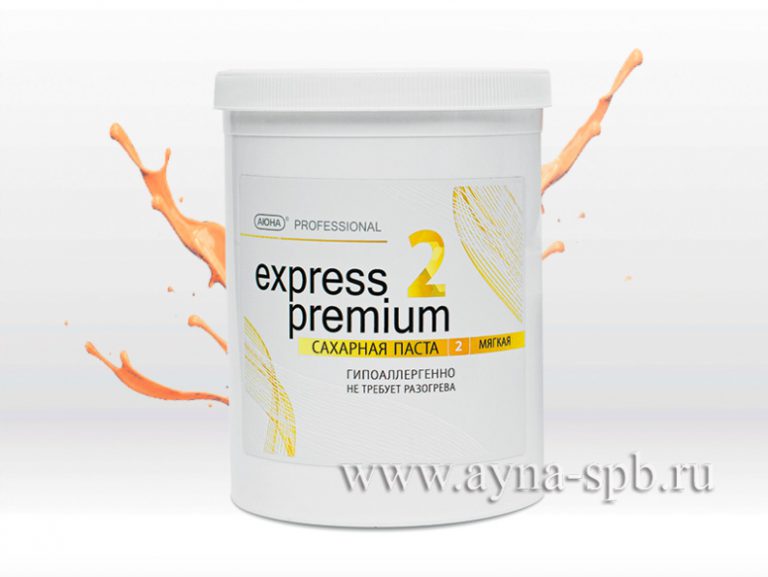 АЮНА® PROFESSIONAL
express 2
premium
САХАРНАЯ ПАСТА 2 МЯГКАЯ
ГИПОАЛЛЕРГЕННО
НЕ ТРЕБУЕТ РАЗОГРЕВА
www.ayna-spb.ru